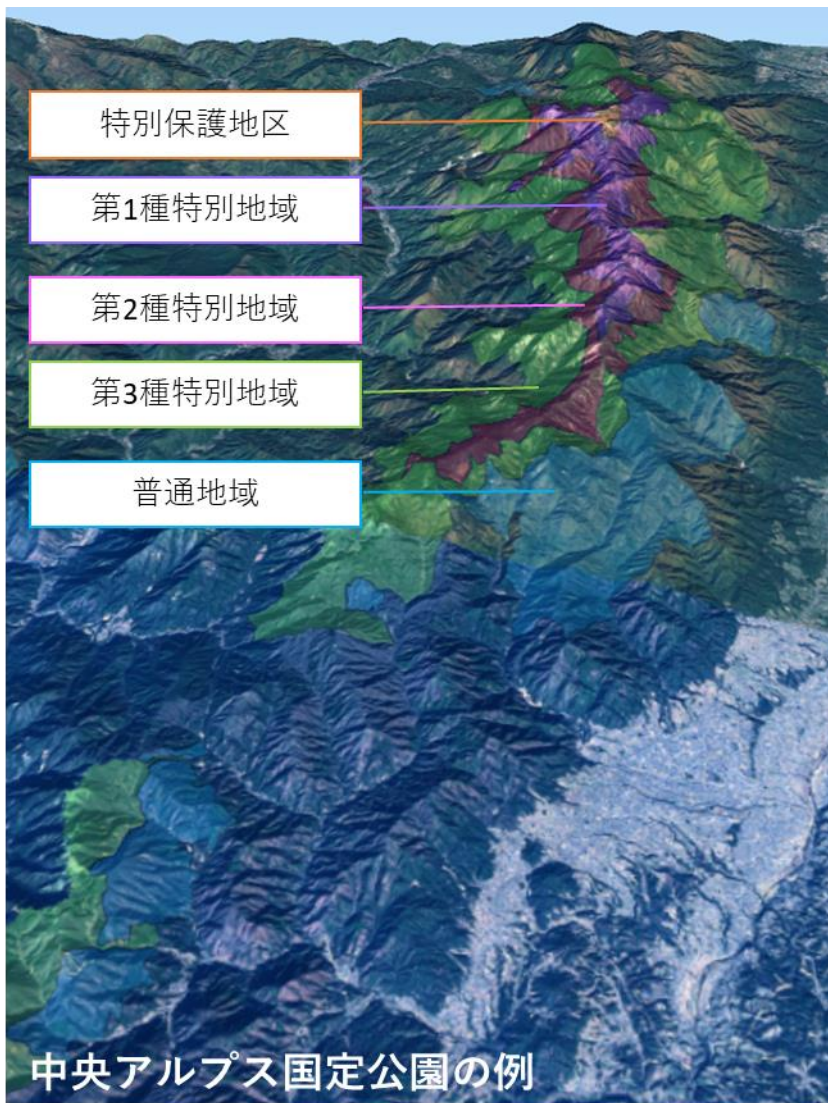 特別保護地区
第1種特別地域
第2種特別地域
第3種特別地域
普通地域
中央アルプス国定公園の例